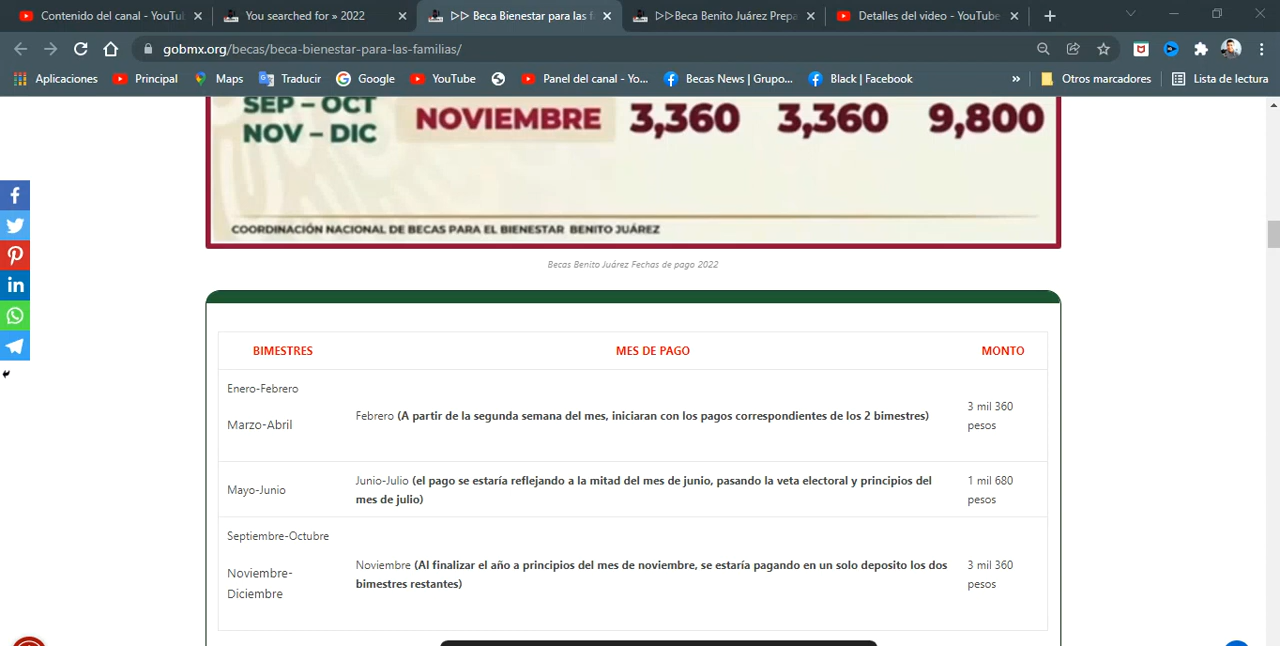 Contenido del canal - YouTu
You searched for » 2022
▷▷ Beca Bienestar para las f
▷▷Beca Benito Juárez Prepa
Detalles del video - YouTube
gobmx.org/becas/beca-bienestar-para-las-familias/
Aplicaciones
Principal
Maps
Traducir
Google
YouTube
Panel del canal - Yo...
Becas News | Grupo...
Black | Facebook
»
Otros marcadores
Lista de lectura
SEP – OCT
NOV – DIC
NOVIEMBRE 3,360 3,360 9,800
COORDINACIÓN NACIONAL DE BECAS PARA EL BIENESTAR BENITO JUÁREZ
Becas Benito Juárez Fechas de pago 2022
BIMESTRES MES DE PAGO MONTO
Enero-Febrero
Marzo-Abril
Febrero (A partir de la segunda semana del mes, iniciaran con los pagos correspondientes de los 2 bimestres)
3 mil 360
pesos
Mayo-Junio
Junio-Julio (el pago se estaría reflejando a la mitad del mes de junio, pasando la veta electoral y principios del
mes de julio)
1 mil 680
pesos
Septiembre-Octubre
Noviembre-
Diciembre
Noviembre (Al finalizar el año a principios del mes de noviembre, se estaría pagando en un solo deposito los dos
bimestres restantes)
3 mil 360
pesos